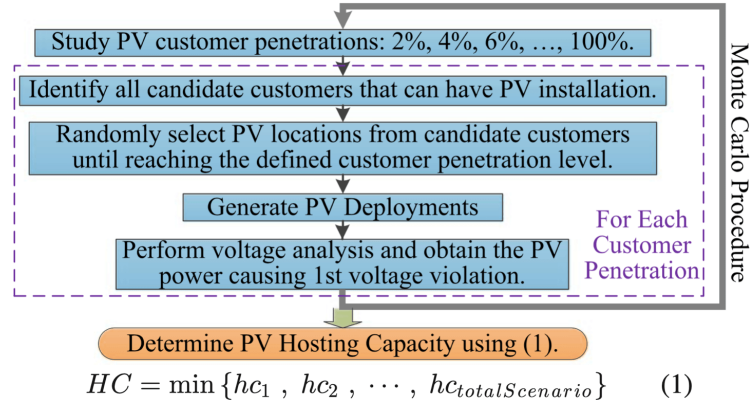 Study PV customer penetrations: 2%, 4%, 6%, …, 100%.
Identify all candidate customers that can have PV installation.
Randomly select PV locations from candidate customers
until reaching the defined customer penetration level.
Generate PV Deployments
Perform voltage analysis and obtain the PV
power causing 1st voltage violation.
For Each
Customer
Penetration
Monte Carlo Procedure
Determine PV Hosting Capacity using (1).
HC = min {hc₁ , hc₂ , ⋯ , hc_{totalScenario}} (1)